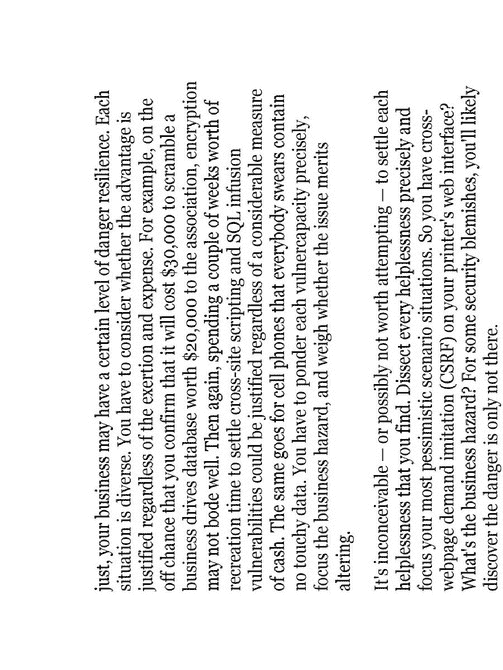 just, your business may have a certain level of danger resilience. Each
situation is diverse. You have to consider whether the advantage is
justified regardless of the exertion and expense. For example, on the
off chance that you confirm that it will cost $30,000 to scramble a
business drives database worth $20,000 to the association, encryption
may not bode well. Then again, spending a couple of weeks worth of
recreation time to settle cross-site scripting and SQL infusion
vulnerabilities could be justified regardless of a considerable measure
of cash. The same goes for cell phones that everybody swears contain
no touchy data. You have to ponder each vulnercapacity precisely,
focus the business hazard, and weigh whether the issue merits
altering.
It's inconceivable — or possibly not worth attempting — to settle each
helplessness that you find. Dissect every helplessness precisely and
focus your most pessimistic scenario situations. So you have cross-
webpage demand imitation (CSRF) on your printer's web interface?
What's the business hazard? For some security blemishes, you'll likely
discover the danger is only not there.